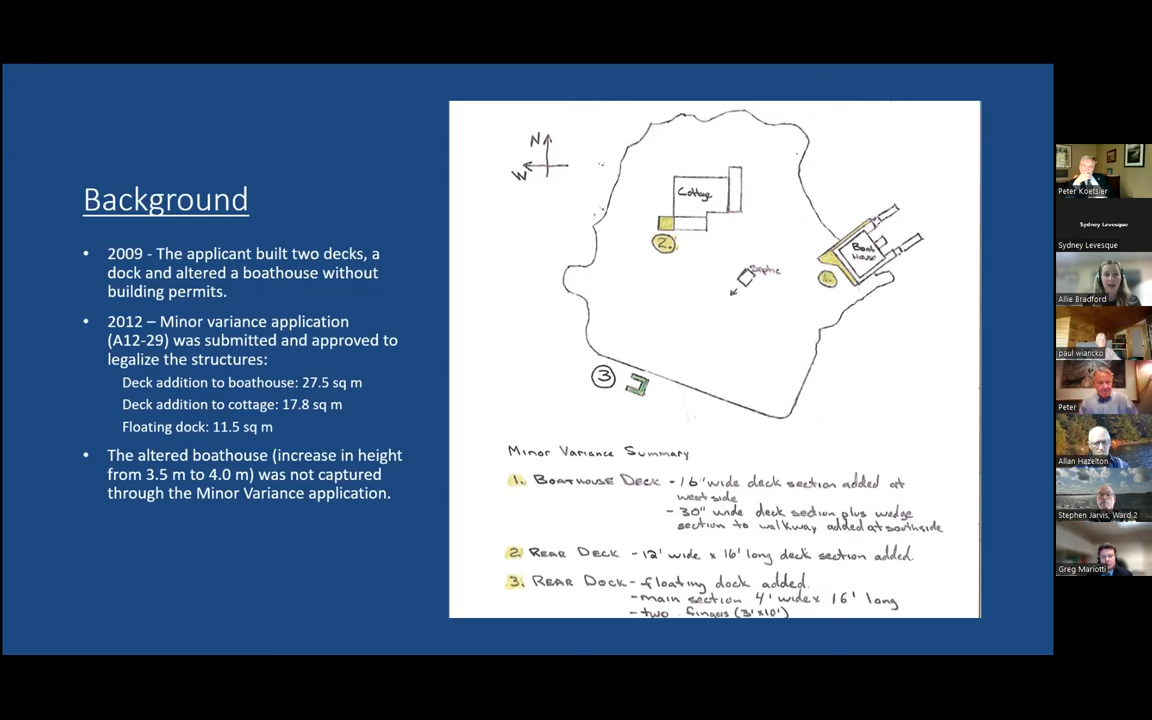 Background
• 2009 - The applicant built two decks, a
dock and altered a boathouse without
building permits.
• 2012 – Minor variance application
(A12-29) was submitted and approved to
legalize the structures:
Deck addition to boathouse: 27.5 sq m
Deck addition to cottage: 17.8 sq m
Floating dock: 11.5 sq m
• The altered boathouse (increase in height
from 3.5 m to 4.0 m) was not captured
through the Minor Variance application.
N
W
Cottage
2.
Boat
House
1.
Septic
3
Minor Variance Summary
1. Boathouse Deck - 16" wide deck section added at
west side
- 30" wide deck section plus wedge
section to walkway added at southside
2. Rear Deck - 12' wide x 16' long deck section added.
3. Rear Dock - floating dock added.
- main section 4' wide x 16' long
- two fingers (3'x10')
Peter Koetsier
Sydney Levesque
Sydney Levesque
Allie Bradford
paul wiancko
Peter
Allan Hazelton
Stephen Jarvis, Ward 2
Greg Mariotti